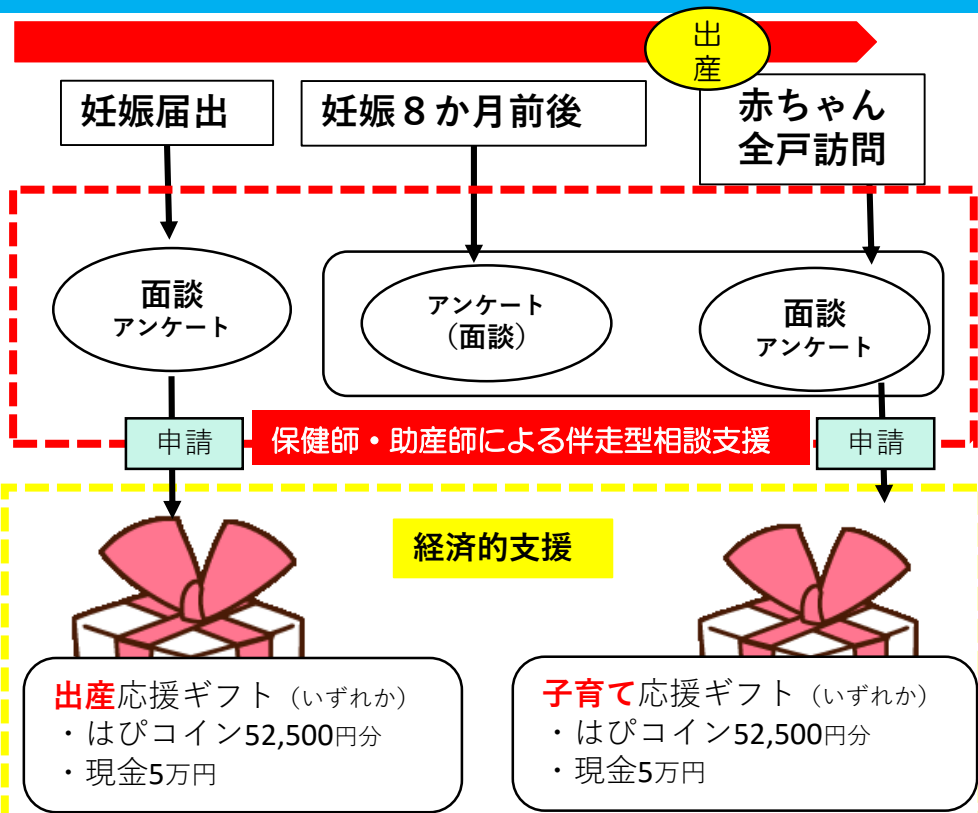 出
産
妊娠届出
妊娠８か月前後
赤ちゃん
全戸訪問
面談
アンケート
アンケート
（面談）
面談
アンケート
申請
保健師・助産師による伴走型相談支援
申請
経済的支援
出産応援ギフト（いずれか）
・はぴコイン52,500円分
・現金5万円
子育て応援ギフト（いずれか）
・はぴコイン52,500円分
・現金5万円